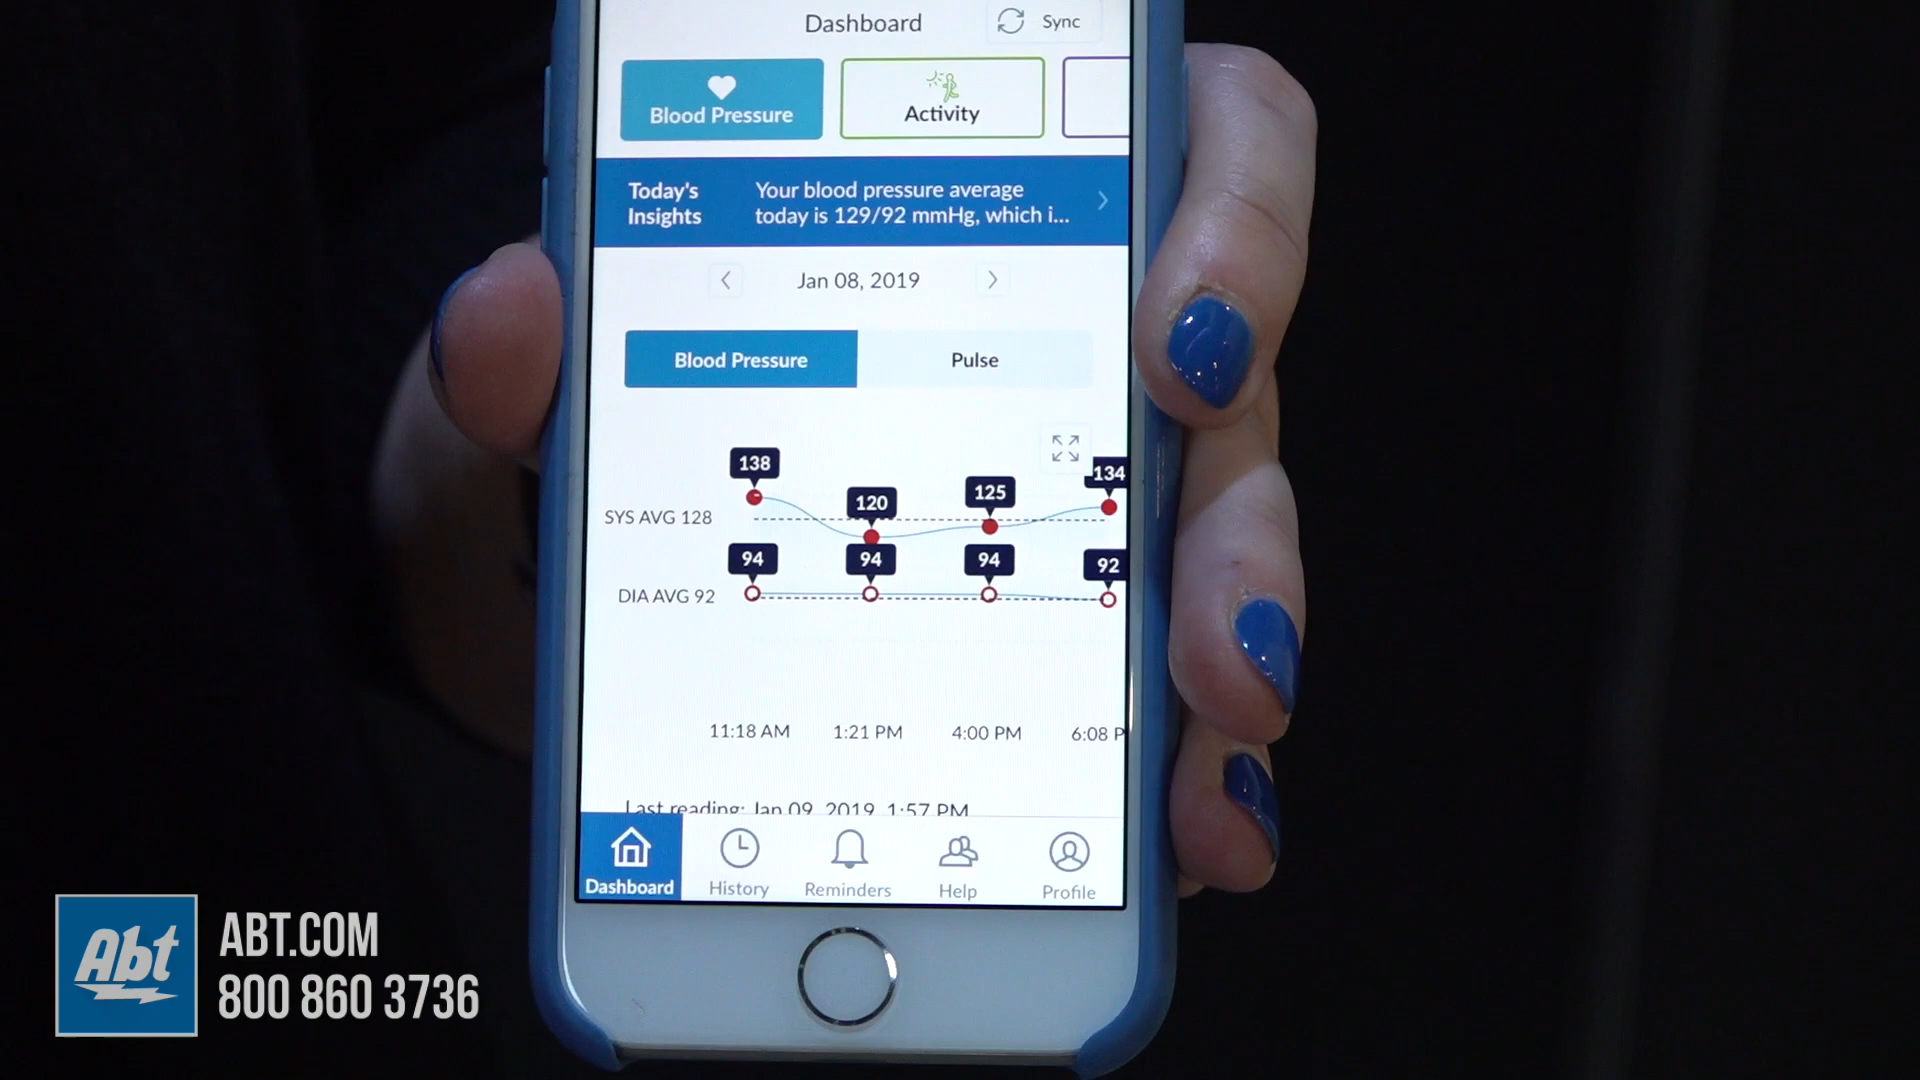 Dashboard
Sync
Blood Pressure
Activity
Today's
Insights
Your blood pressure average
today is 129/92 mmHg, which i...
Jan 08, 2019
Blood Pressure
Pulse
138
120
125
134
SYS AVG 128
94
94
94
92
DIA AVG 92
11:18 AM
1:21 PM
4:00 PM
6:08 P
Last reading: Jan 09, 2019, 1:57 PM
Dashboard
History
Reminders
Help
Profile
Abt
ABT.COM
800 860 3736